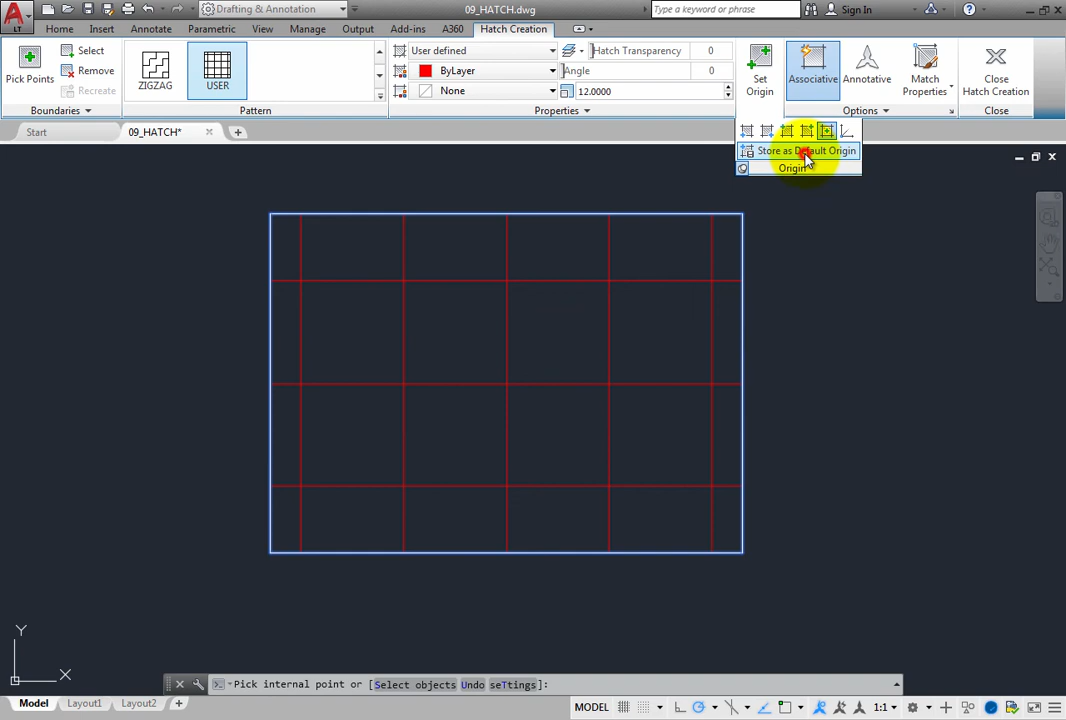 LT
Drafting & Annotation
09_HATCH.dwg
Type a keyword or phrase
Sign In
Home Insert Annotate Parametric View Manage Output Add-ins A360 Hatch Creation
Pick Points
Select
Remove
Recreate
Boundaries
ZIGZAG
USER
Pattern
User defined
ByLayer
None
Hatch Transparency 0
Angle 0
12.0000
Properties
Set Origin
Associative
Annotative
Match Properties
Options
Close Hatch Creation
Close
Start 09_HATCH*
Store as Default Origin
Origin
Y
X
Pick internal point or [Select objects Undo seTtings]:
Model Layout1 Layout2
MODEL 1:1